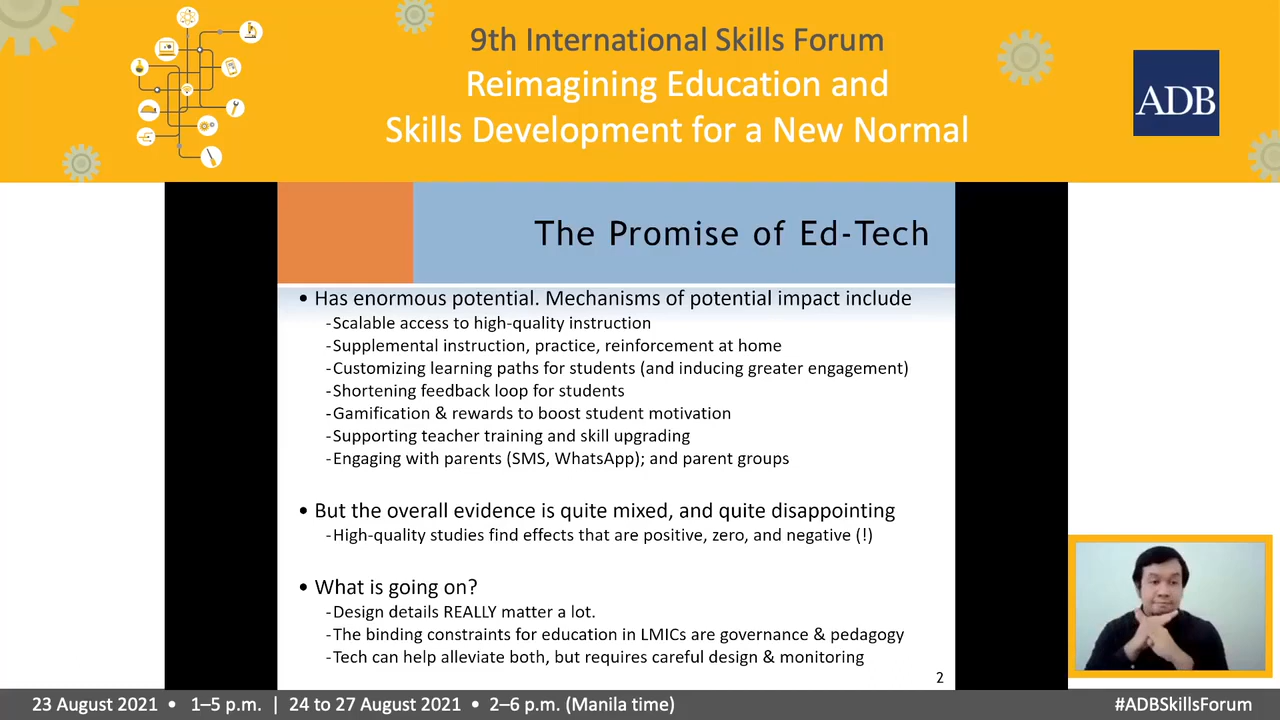 9th International Skills Forum
Reimagining Education and
Skills Development for a New Normal
ADB
The Promise of Ed-Tech
• Has enormous potential. Mechanisms of potential impact include
-Scalable access to high-quality instruction
-Supplemental instruction, practice, reinforcement at home
-Customizing learning paths for students (and inducing greater engagement)
-Shortening feedback loop for students
-Gamification & rewards to boost student motivation
-Supporting teacher training and skill upgrading
-Engaging with parents (SMS, WhatsApp); and parent groups
• But the overall evidence is quite mixed, and quite disappointing
-High-quality studies find effects that are positive, zero, and negative (!)
• What is going on?
-Design details REALLY matter a lot.
-The binding constraints for education in LMICs are governance & pedagogy
-Tech can help alleviate both, but requires careful design & monitoring
2
23 August 2021 • 1–5 p.m. | 24 to 27 August 2021 • 2–6 p.m. (Manila time)
#ADBSkillsForum